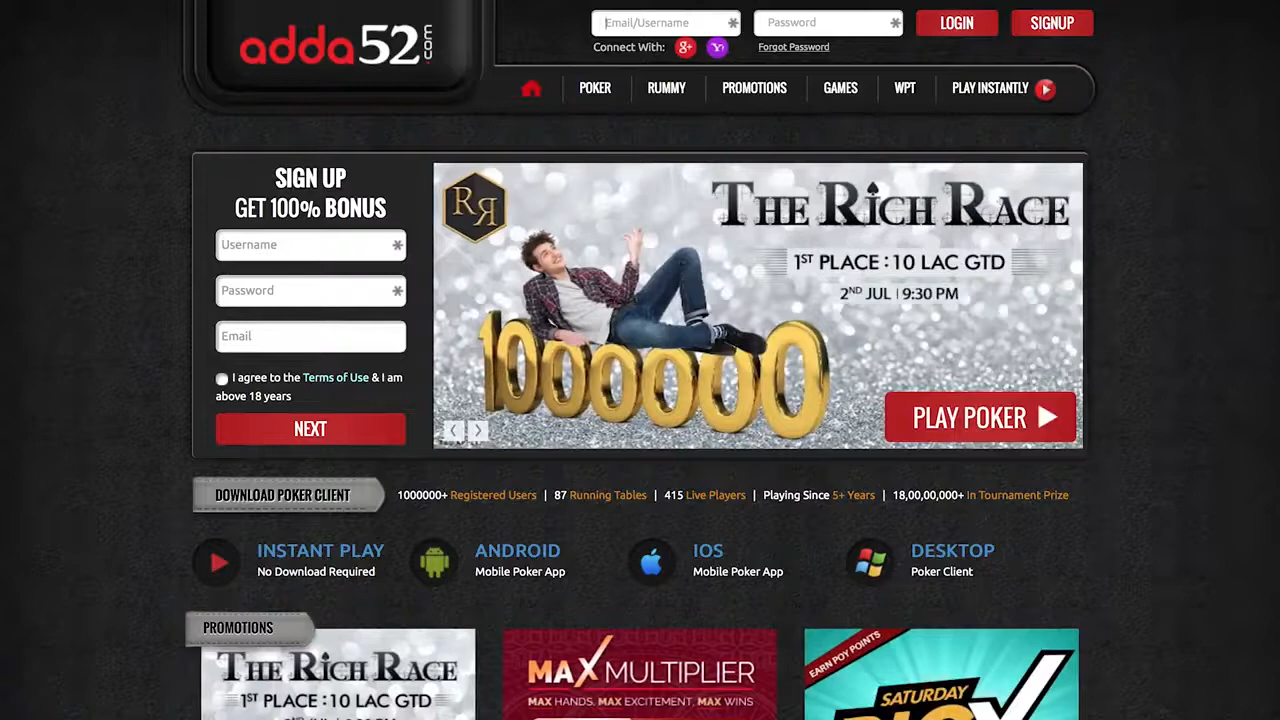 adda52.com
Email/Username *
Password *
LOGIN
SIGNUP
Connect With: g+ Y!
Forgot Password
POKER
RUMMY
PROMOTIONS
GAMES
WPT
PLAY INSTANTLY
SIGN UP
GET 100% BONUS
Username *
Password *
Email
I agree to the Terms of Use & I am
above 18 years
NEXT
RR
THE RICH RACE
1ST PLACE : 10 LAC GTD
2ND JUL | 9:30 PM
1000000
PLAY POKER
DOWNLOAD POKER CLIENT
1000000+ Registered Users | 87 Running Tables | 415 Live Players | Playing Since 5+ Years | 18,00,00,000+ In Tournament Prize
INSTANT PLAY
No Download Required
ANDROID
Mobile Poker App
IOS
Mobile Poker App
DESKTOP
Poker Client
PROMOTIONS
THE RICH RACE
1ST PLACE : 10 LAC GTD
MAX MULTIPLIER
MAX HANDS. MAX EXCITEMENT, MAX WINS
EARN POY POINTS
SATURDAY